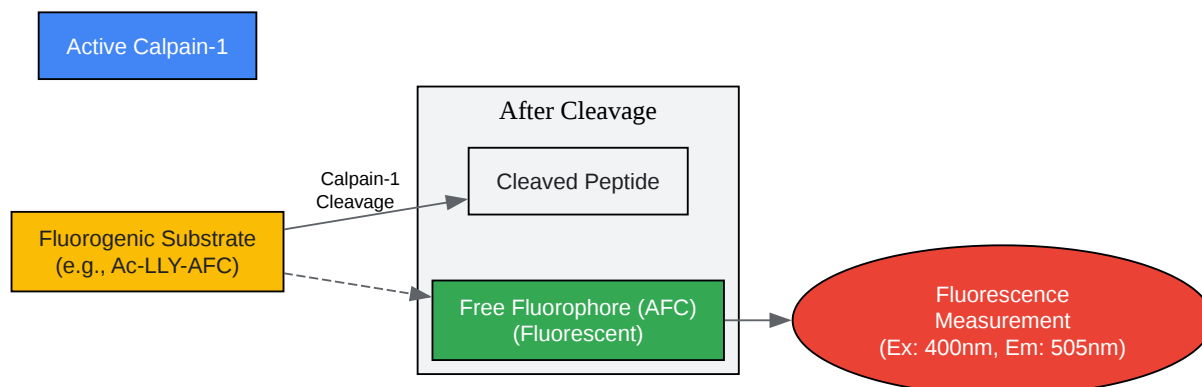 Active Calpain-1
After Cleavage
Cleaved Peptide
Calpain-1
Cleavage
Fluorogenic Substrate
(e.g., Ac-LLY-AFC)
Free Fluorophore (AFC)
(Fluorescent)
Fluorescence
Measurement
(Ex: 400nm, Em: 505nm)